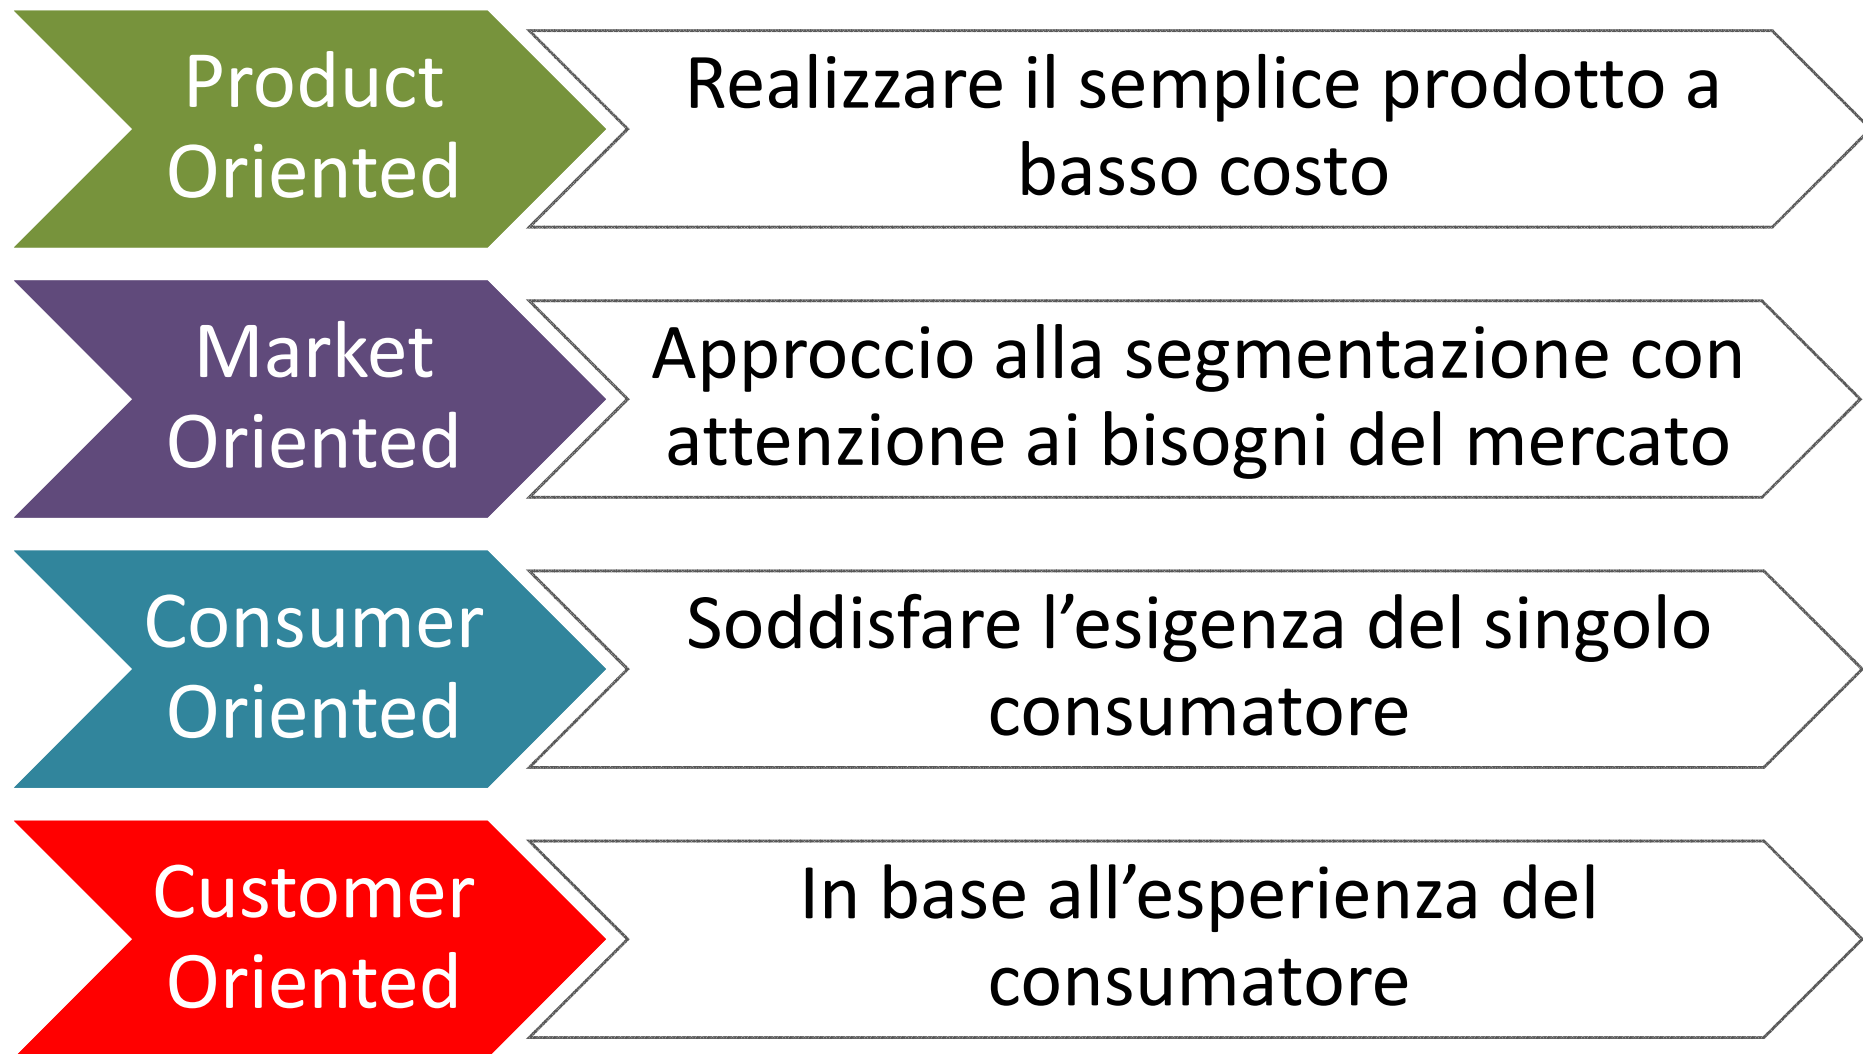 Product
Oriented
Realizzare il semplice prodotto a
basso costo
Market
Oriented
Approccio alla segmentazione con
attenzione ai bisogni del mercato
Consumer
Oriented
Soddisfare l’esigenza del singolo
consumatore
Customer
Oriented
In base all’esperienza del
consumatore